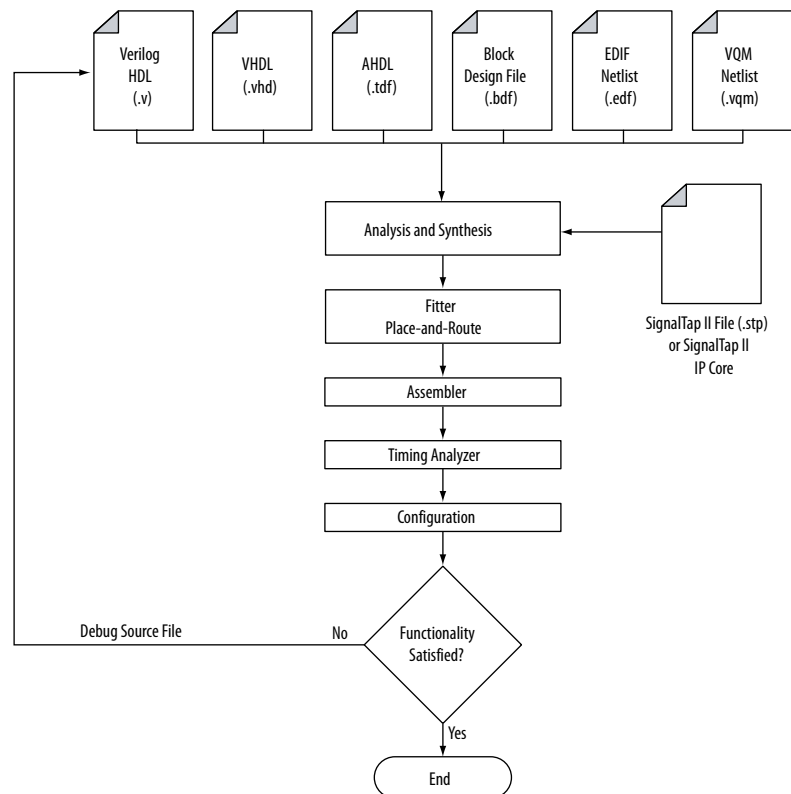 Verilog
HDL
(.v)
VHDL
(.vhd)
AHDL
(.tdf)
Block
Design File
(.bdf)
EDIF
Netlist
(.edf)
VQM
Netlist
(.vqm)
Analysis and Synthesis
SignalTap II File (.stp)
or SignalTap II
IP Core
Fitter
Place-and-Route
Assembler
Timing Analyzer
Configuration
Debug Source File
No
Functionality
Satisfied?
Yes
End